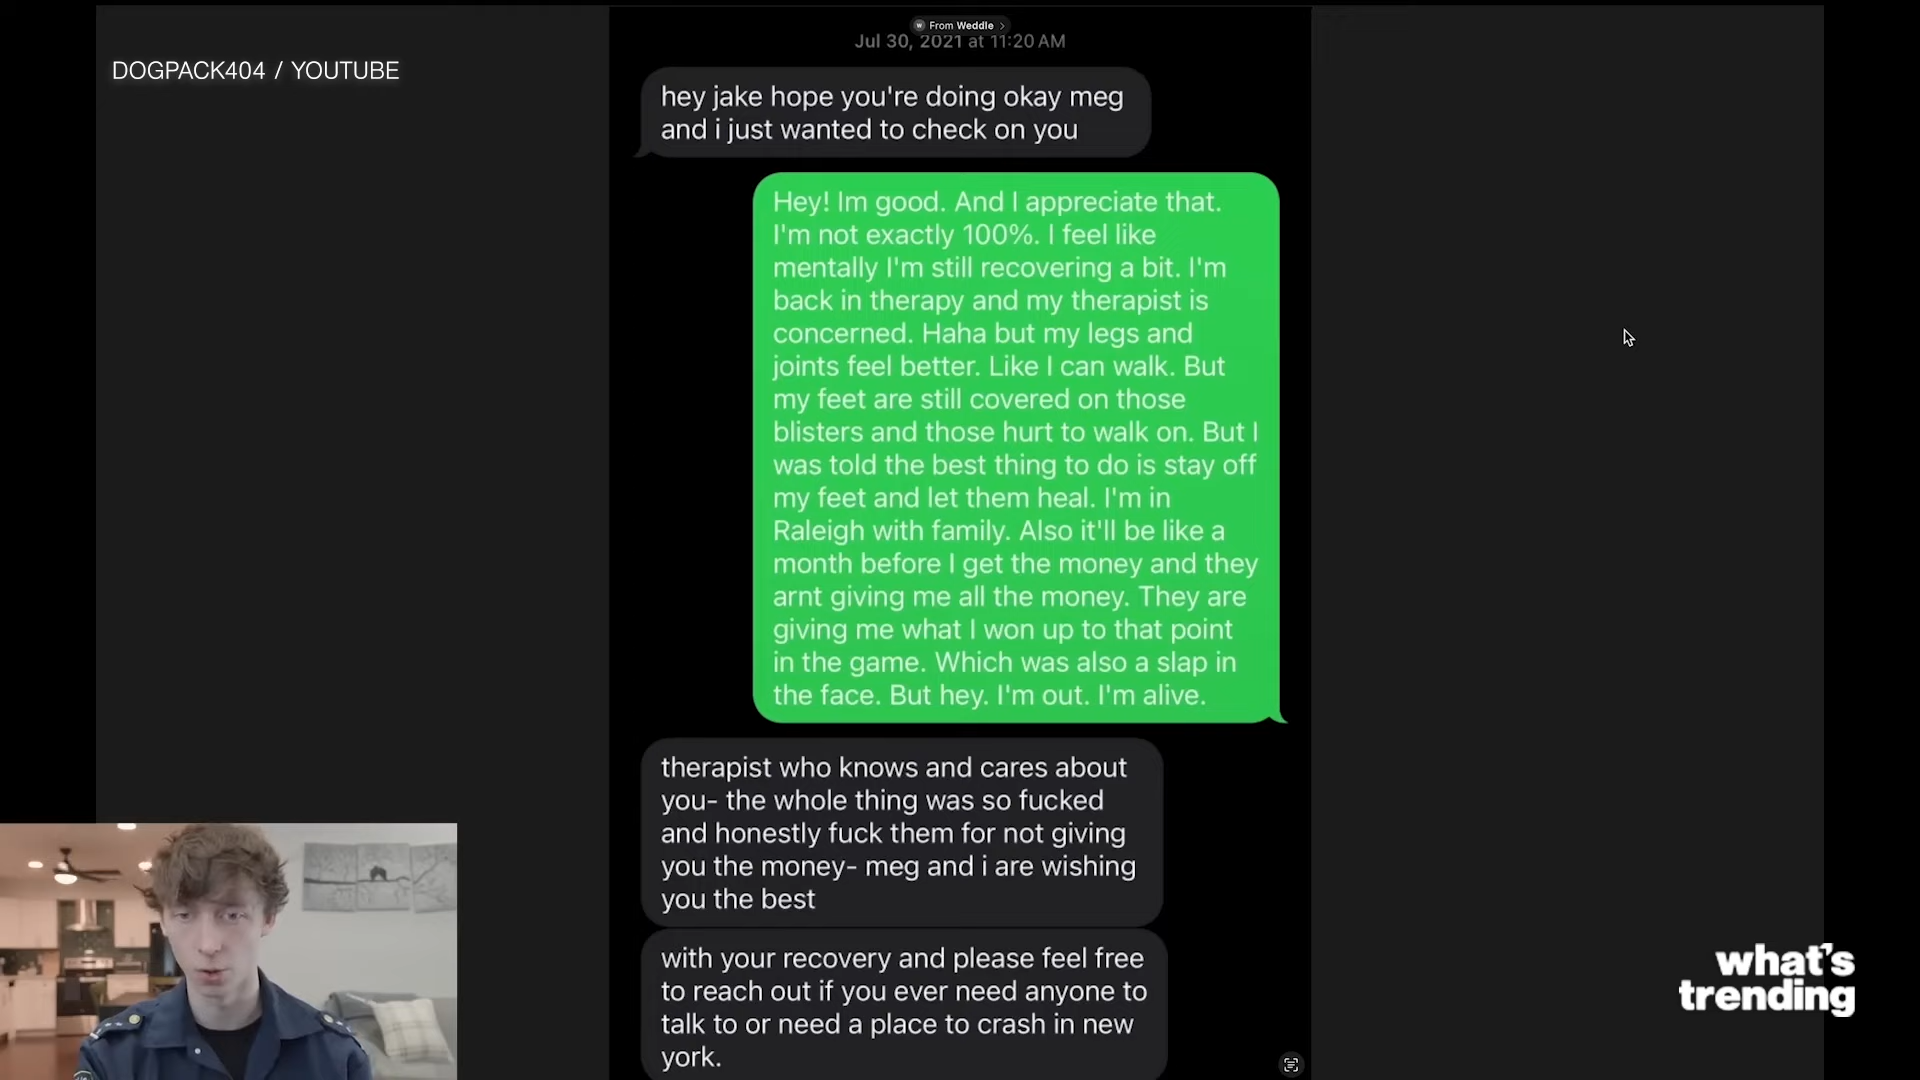 From Weddle
Jul 30, 2021 at 11:20 AM
DOGPACK404 / YOUTUBE
hey jake hope you're doing okay meg
and i just wanted to check on you
Hey! Im good. And I appreciate that.
I'm not exactly 100%. I feel like
mentally I'm still recovering a bit. I'm
back in therapy and my therapist is
concerned. Haha but my legs and
joints feel better. Like I can walk. But
my feet are still covered on those
blisters and those hurt to walk on. But I
was told the best thing to do is stay off
my feet and let them heal. I'm in
Raleigh with family. Also it'll be like a
month before I get the money and they
arnt giving me all the money. They are
giving me what I won up to that point
in the game. Which was also a slap in
the face. But hey. I'm out. I'm alive.
therapist who knows and cares about
you- the whole thing was so fucked
and honestly fuck them for not giving
you the money- meg and i are wishing
you the best
with your recovery and please feel free
to reach out if you ever need anyone to
talk to or need a place to crash in new
york.
what's
trending